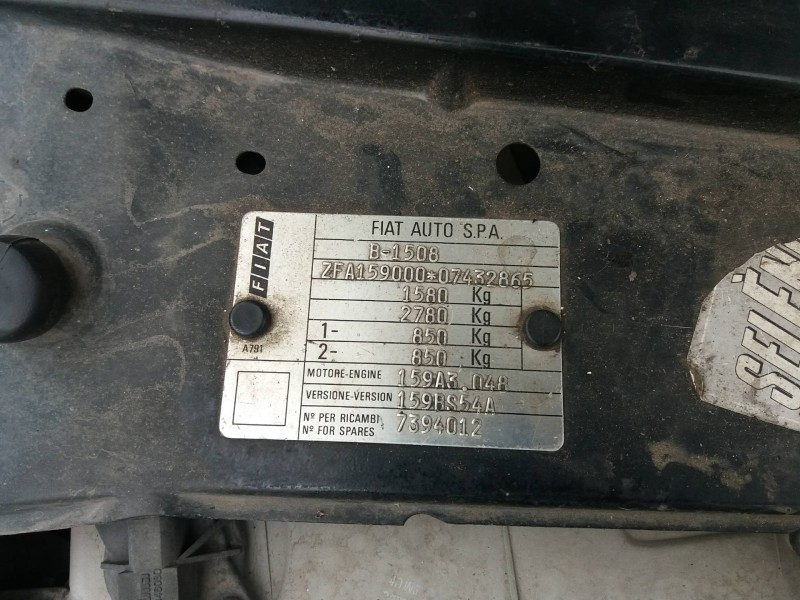 FIAT
FIAT AUTO S.P.A.
B-1508
ZFA159000*07432865
1580 Kg
2780 Kg
1- 850 Kg
2- 850 Kg
A791
MOTORE-ENGINE 159A3.048
VERSIONE-VERSION 159BS54A
Nº PER RICAMBI
Nº FOR SPARES 7394012
SELEN